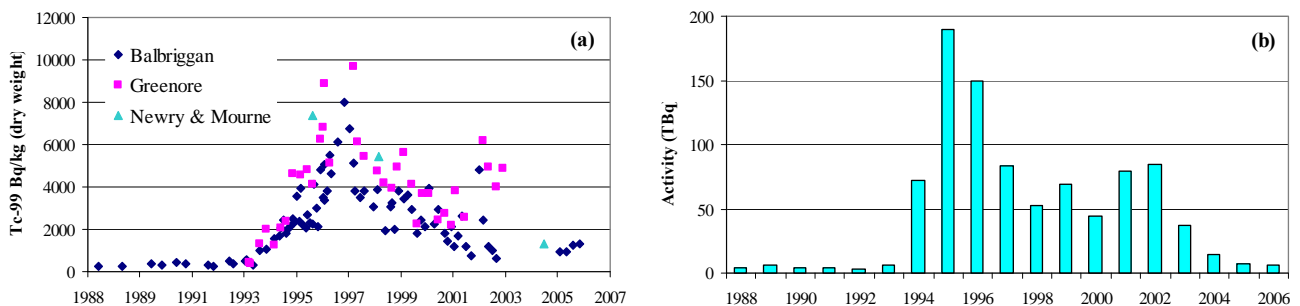 12000
10000
8000
6000
4000
2000
0
Tc-99 Bq/kg (dry weight)
(a)
Balbriggan
Greenore
Newry & Mourne
1988 1989 1991 1993 1995 1997 1999 2001 2003 2005 2007
200
150
100
50
0
Activity (TBq)
(b)
1988 1990 1992 1994 1996 1998 2000 2002 2004 2006